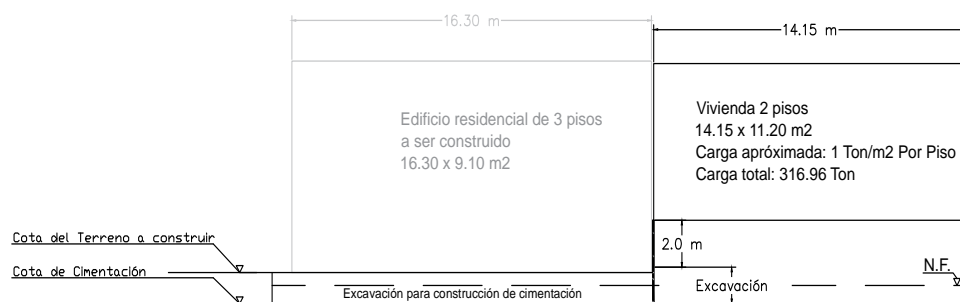 16.30 m
14.15 m
Edificio residencial de 3 pisos
a ser construido
16.30 x 9.10 m2
Vivienda 2 pisos
14.15 x 11.20 m2
Carga apróximada: 1 Ton/m2 Por Piso
Carga total: 316.96 Ton
Cota del Terreno a construir
2.0 m
Cota de Cimentación
N.F.
Excavación
Excavación para construcción de cimentación